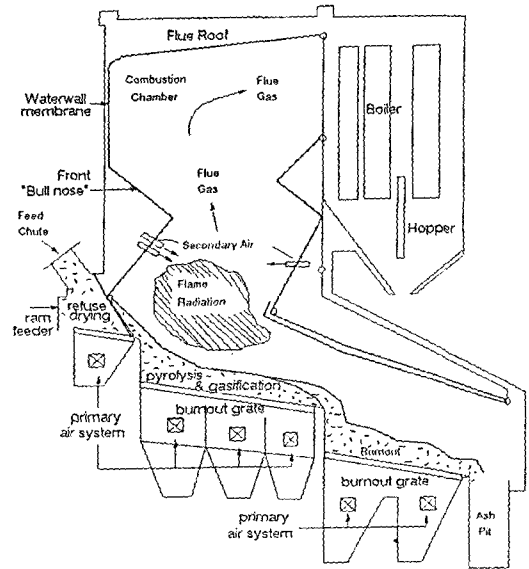 Flue Roof
Combustion
Chamber
Flue
Gas
Waterwall
membrane
Boiler
Front
"Bull nose"
Flue
Gas
Feed
Chute
Secondary Air
Hopper
Flame
Radiation
refuse
drying
ram
feeder
pyrolysis
& gasification
burnout grate
primary
air system
Burnout
burnout grate
primary
air system
Ash
Pit